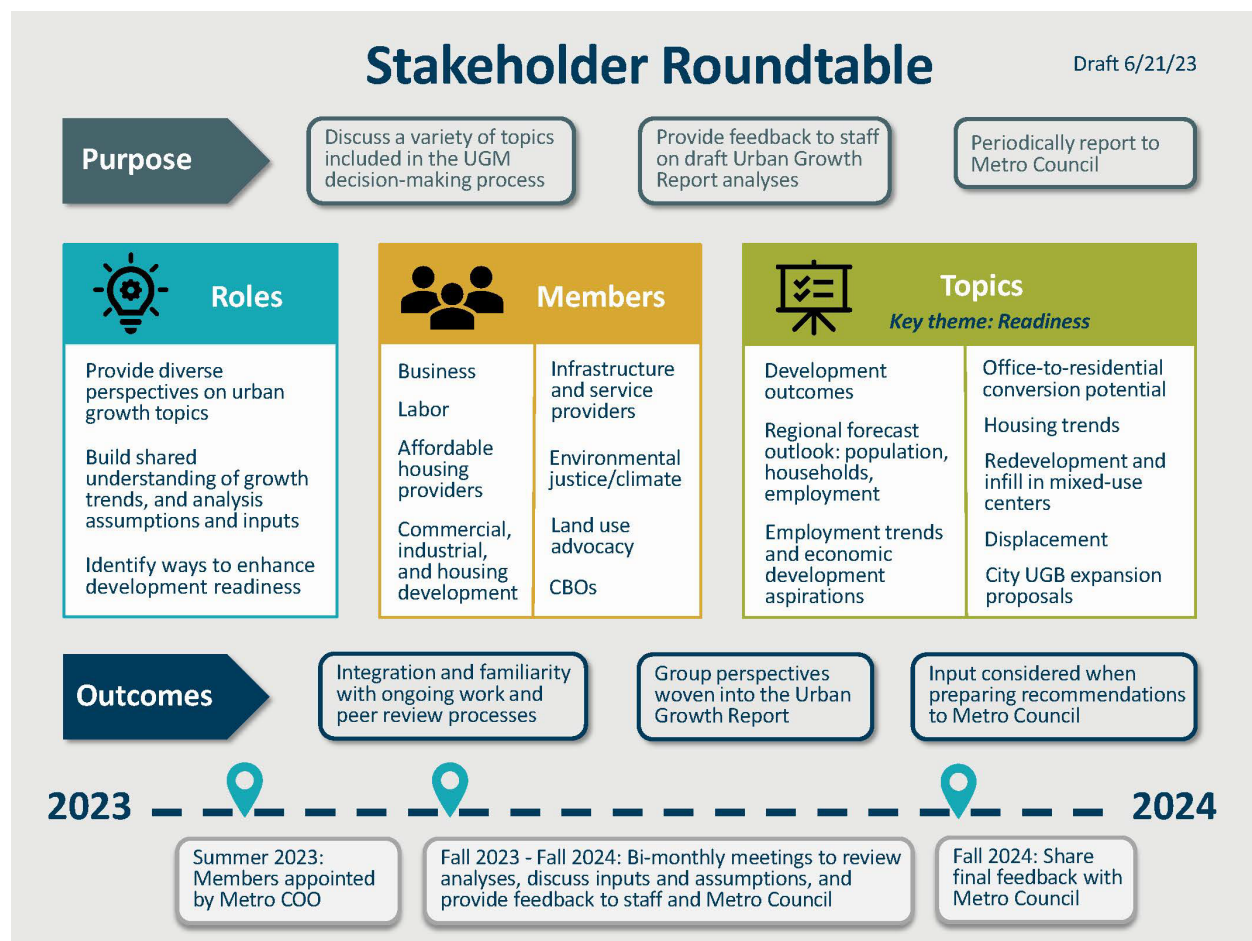 Stakeholder Roundtable
Draft 6/21/23
Purpose
Discuss a variety of topics
included in the UGM
decision-making process
Provide feedback to staff
on draft Urban Growth
Report analyses
Periodically report to
Metro Council
Roles
Provide diverse
perspectives on urban
growth topics
Build shared
understanding of growth
trends, and analysis
assumptions and inputs
Identify ways to enhance
development readiness
Members
Business
Labor
Affordable
housing
providers
Commercial,
industrial,
and housing
development
Infrastructure
and service
providers
Environmental
justice/climate
Land use
advocacy
CBOs
Topics
Key theme: Readiness
Development
outcomes
Regional forecast
outlook: population,
households,
employment
Employment trends
and economic
development
aspirations
Office-to-residential
conversion potential
Housing trends
Redevelopment and
infill in mixed-use
centers
Displacement
City UGB expansion
proposals
Outcomes
Integration and familiarity
with ongoing work and
peer review processes
Group perspectives
woven into the Urban
Growth Report
Input considered when
preparing recommendations
to Metro Council
2023
2024
Summer 2023:
Members appointed
by Metro COO
Fall 2023 - Fall 2024: Bi-monthly meetings to review
analyses, discuss inputs and assumptions, and
provide feedback to staff and Metro Council
Fall 2024: Share
final feedback with
Metro Council